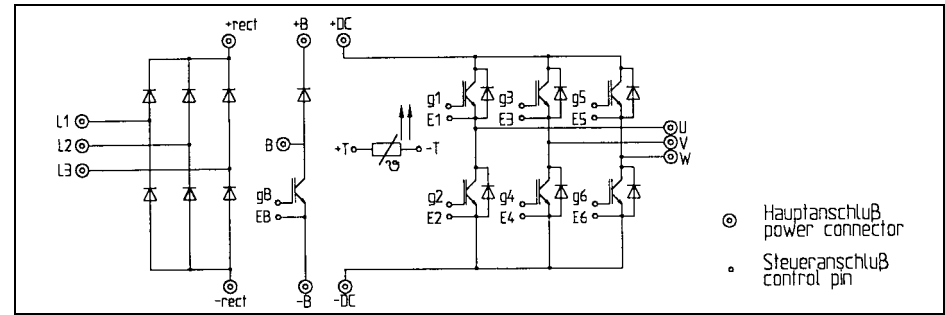 +rect +B +DC
g1 g3 g5
L1 E1 E3 E5
U
L2 B +T -T V
ϑ W
L3
gB g2 g4 g6
EB E2 E4 E6
Hauptanschluß
power connector
Steueranschluß
control pin
-rect -B -DC